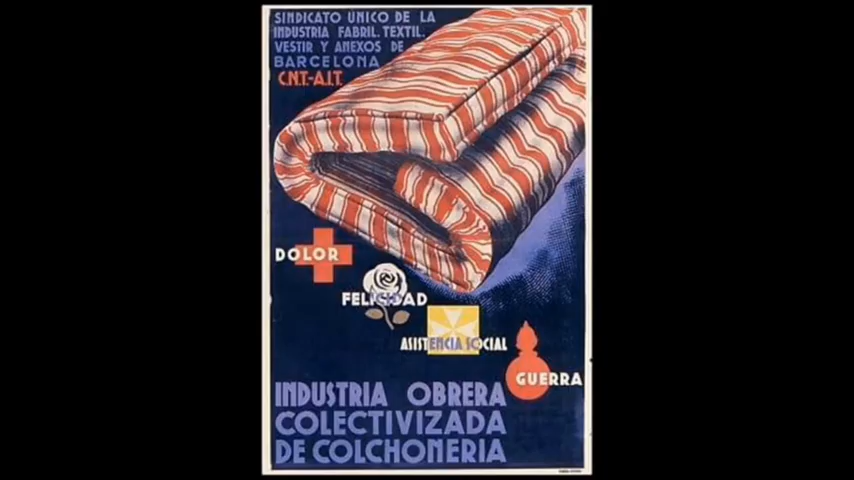 SINDICATO ÚNICO DE LA
INDUSTRIA FABRIL. TEXTIL.
VESTIR Y ANEXOS DE
BARCELONA
C.N.T.-A.I.T.
DOLOR
FELICIDAD
ASISTENCIA SOCIAL
GUERRA
INDUSTRIA OBRERA
COLECTIVIZADA
DE COLCHONERIA